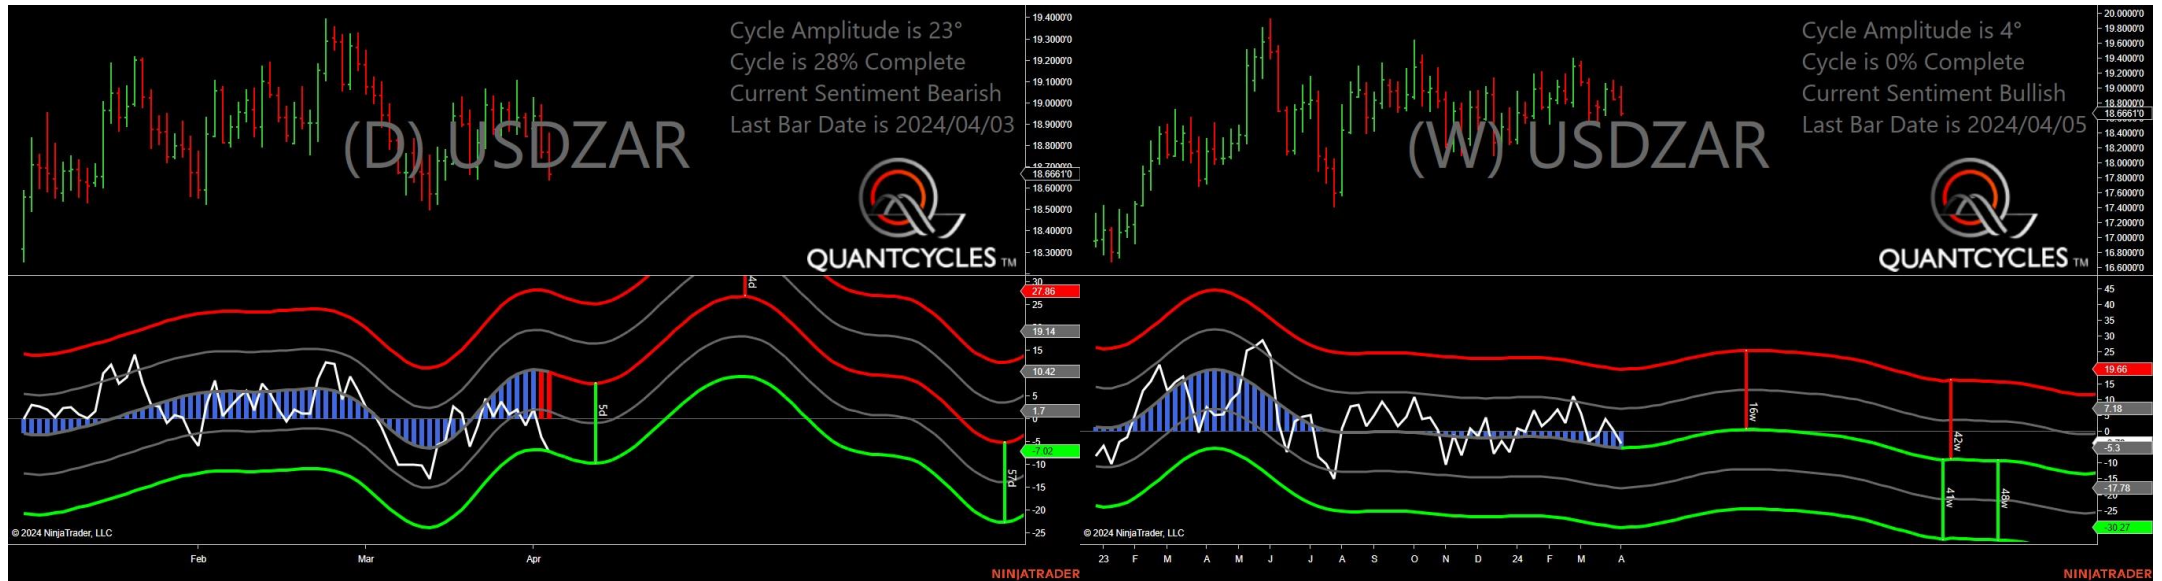 Cycle Amplitude is 23°
Cycle is 28% Complete
Current Sentiment Bearish
Last Bar Date is 2024/04/03
(D) USDZAR
QUANTCYCLES TM
19.4000'0
19.3000'0
19.2000'0
19.1000'0
19.0000'0
18.9000'0
18.8000'0
18.6661'0
18.6000'0
18.5000'0
18.4000'0
18.3000'0
4d
5d
57d
30
27.86
25
19.14
15
10.42
5
1.7
-5
-7.02
-10
-15
-20
-25
© 2024 NinjaTrader, LLC
Feb
Mar
Apr
NINJATRADER
Cycle Amplitude is 4°
Cycle is 0% Complete
Current Sentiment Bullish
Last Bar Date is 2024/04/05
(W) USDZAR
QUANTCYCLES TM
20.0000'0
19.8000'0
19.6000'0
19.4000'0
19.2000'0
19.0000'0
18.8000'0
18.6661'0
18.4000'0
18.2000'0
18.0000'0
17.8000'0
17.6000'0
17.4000'0
17.2000'0
17.0000'0
16.8000'0
16.6000'0
16w
42w
41w
48w
45
40
35
30
25
19.66
15
7.18
0
-5.3
-10
-17.78
-25
-30.27
© 2024 NinjaTrader, LLC
23 F M A M J J A S O N D 24 F M A
NINJATRADER